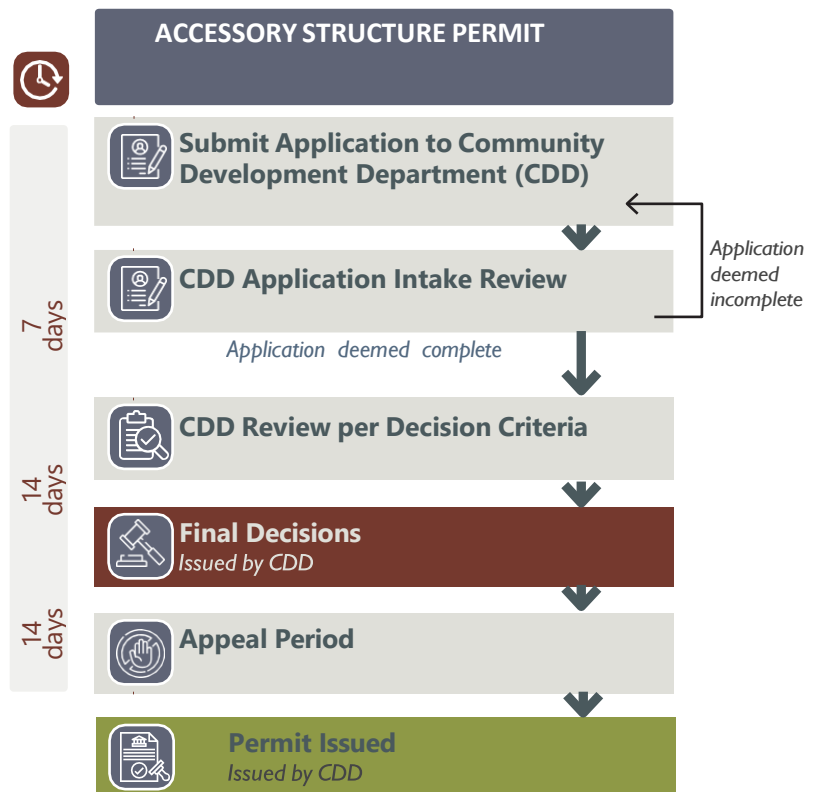 ACCESSORY STRUCTURE PERMIT
Submit Application to Community
Development Department (CDD)
Application
deemed
incomplete
CDD Application Intake Review
7
days
Application deemed complete
CDD Review per Decision Criteria
14
days
Final Decisions
Issued by CDD
14
days
Appeal Period
Permit Issued
Issued by CDD